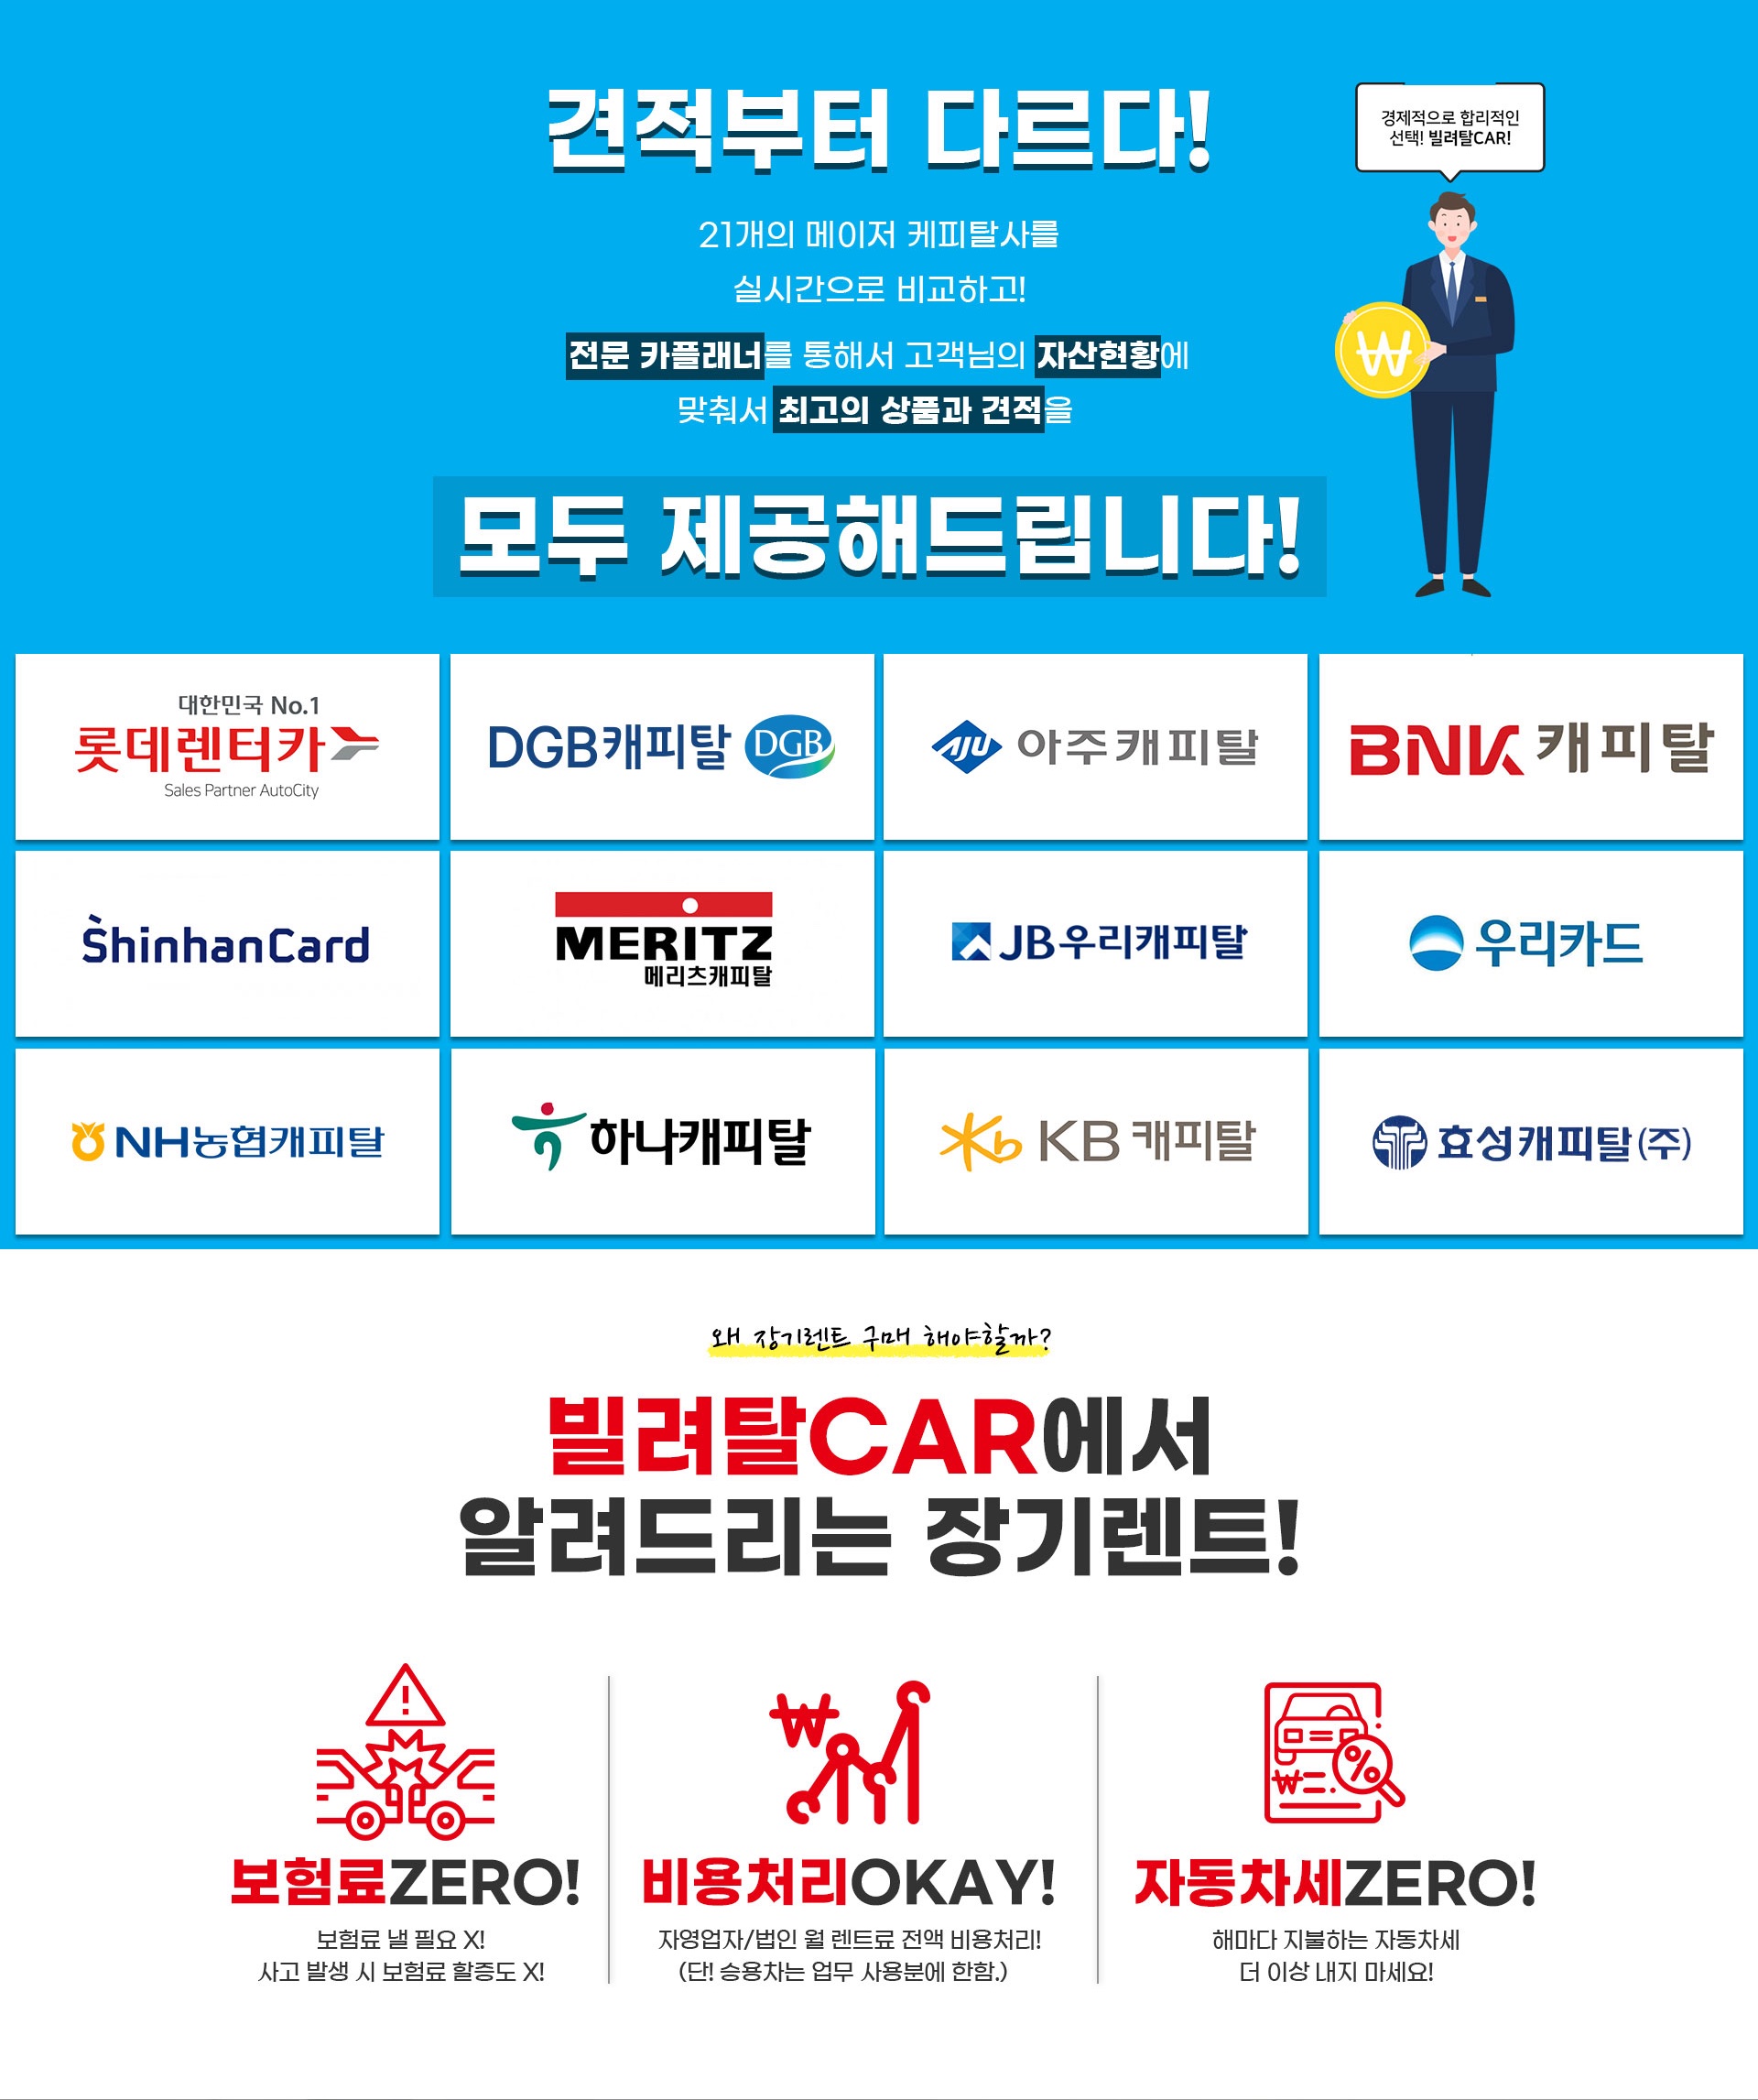 견적부터 다르다!
경제적으로 합리적인
선택! 빌려탈CAR!
21개의 메이저 케피탈사를
실시간으로 비교하고!
전문 카플래너를 통해서 고객님의 자산현황에
맞춰서 최고의 상품과 견적을
모두 제공해드립니다!
대한민국 No.1
롯데렌터카
Sales Partner AutoCity
DGB캐피탈 DGB
AJU 아주캐피탈
BNK 캐피탈
ShinhanCard
MERITZ
메리츠캐피탈
JB우리캐피탈
우리카드
NH농협캐피탈
하나캐피탈
Kb KB캐피탈
효성캐피탈(주)
왜 장기렌트 구매 해야할까?
빌려탈CAR에서
알려드리는 장기렌트!
보험료ZERO!
보험료 낼 필요 X!
사고 발생 시 보험료 할증도 X!
비용처리OKAY!
자영업자/법인 월 렌트료 전액 비용처리!
(단! 승용차는 업무 사용분에 한함.)
자동차세ZERO!
해마다 지불하는 자동차세
더 이상 내지 마세요!